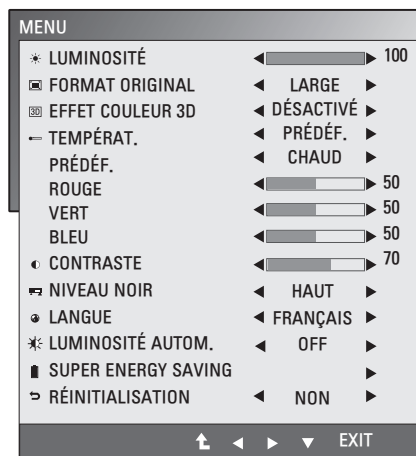 MENU
LUMINOSITÉ 100
FORMAT ORIGINAL LARGE
3D EFFET COULEUR 3D DÉSACTIVÉ
TEMPÉRAT. PRÉDÉF.
PRÉDÉF. CHAUD
ROUGE 50
VERT 50
BLEU 50
CONTRASTE 70
NIVEAU NOIR HAUT
LANGUE FRANÇAIS
LUMINOSITÉ AUTOM. OFF
SUPER ENERGY SAVING
RÉINITIALISATION NON
EXIT